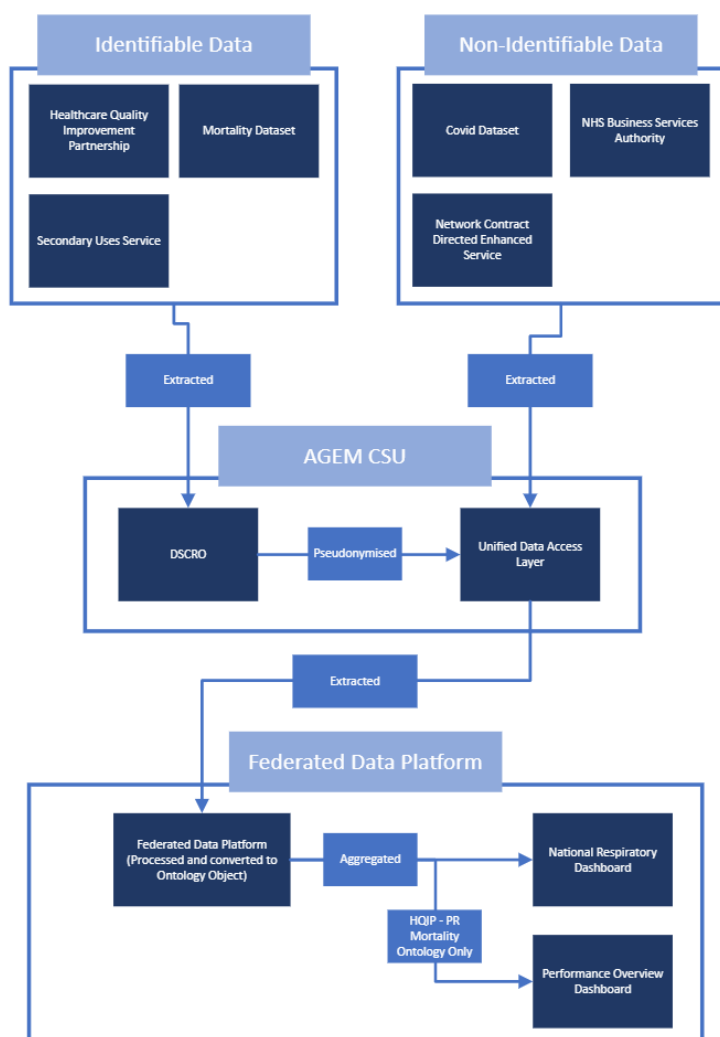 Identifiable Data
Healthcare Quality
Improvement
Partnership
Mortality Dataset
Secondary Uses Service
Non-Identifiable Data
Covid Dataset
NHS Business Services
Authority
Network Contract
Directed Enhanced
Service
Extracted
Extracted
AGEM CSU
DSCRO
Pseudonymised
Unified Data Access
Layer
Extracted
Federated Data Platform
Federated Data Platform
(Processed and converted to
Ontology Object)
Aggregated
National Respiratory
Dashboard
HQJP - PR
Mortality
Ontology Only
Performance Overview
Dashboard